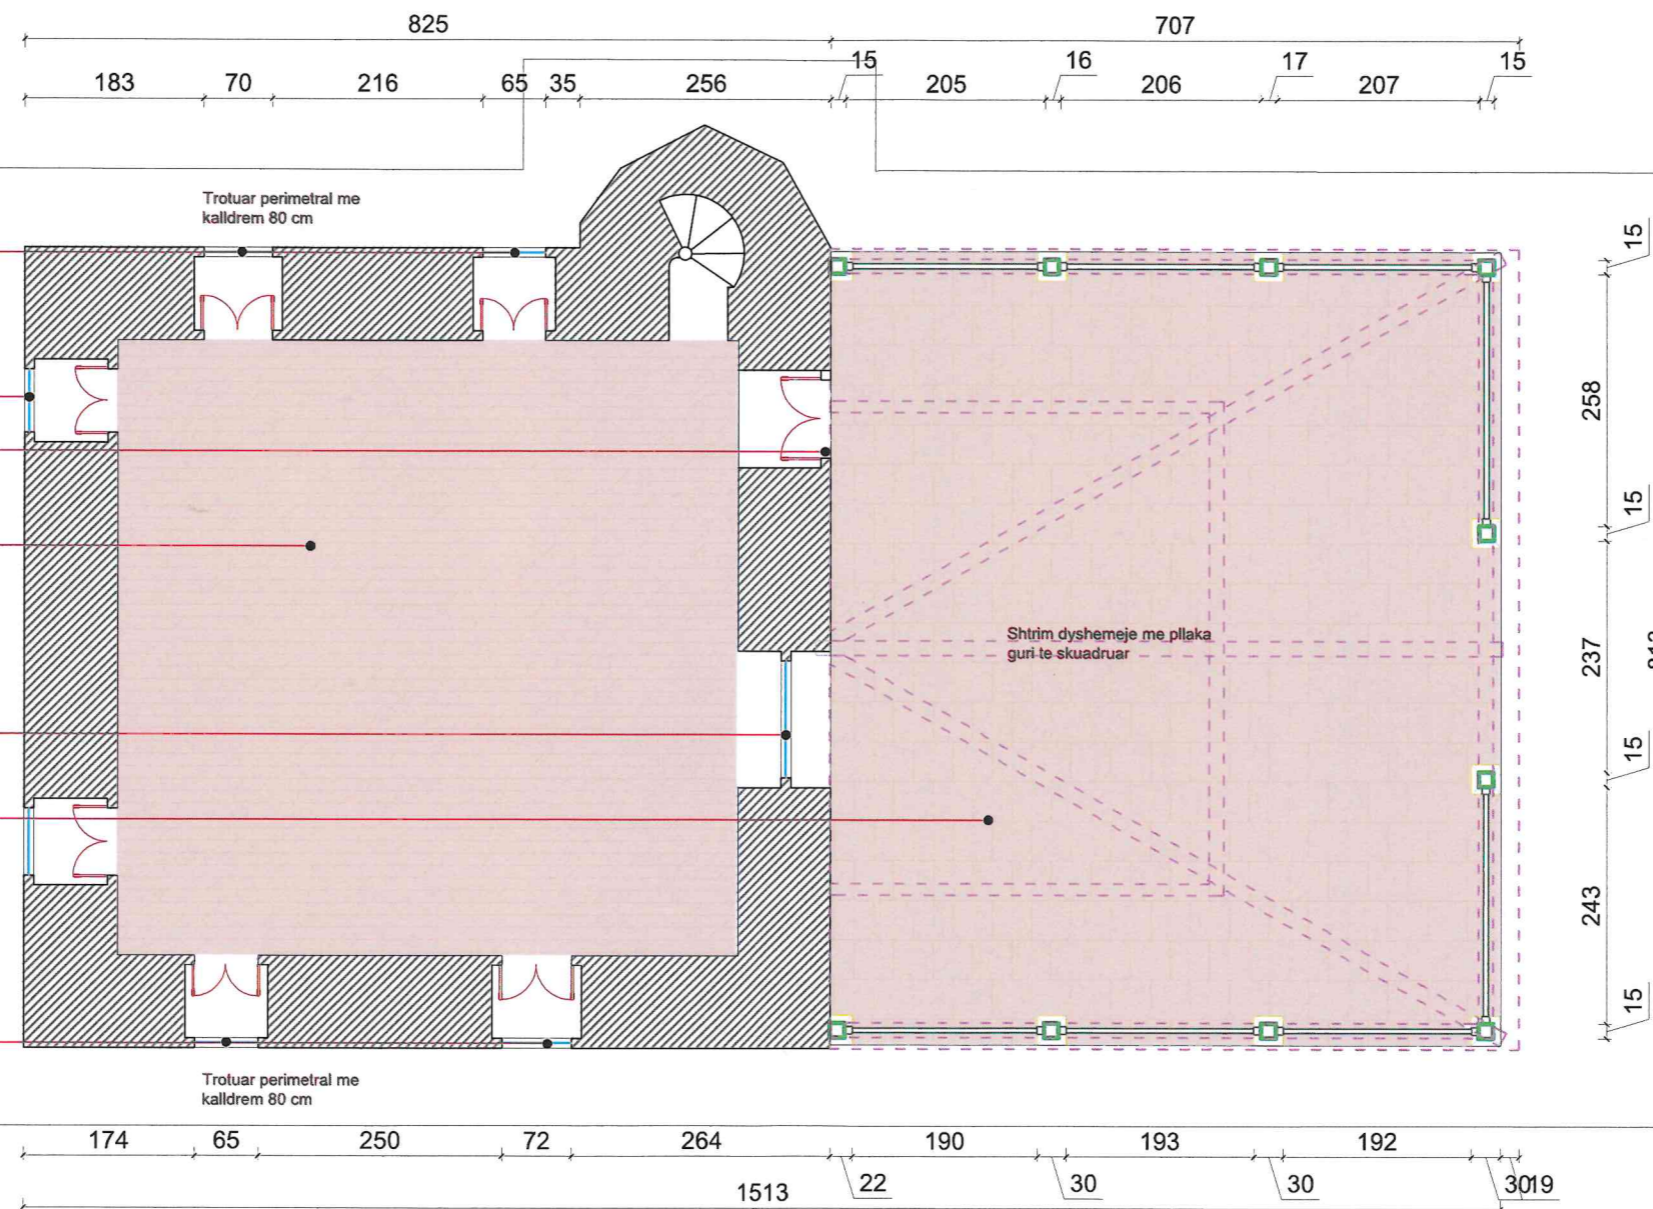 825 707
183 70 216 65 35 256 15 205 16 206 17 207 15
Trotuar perimetral me
kalldrem 80 cm
15
258
15
Shtrim dyshemeje me pllaka
guri te skuadruar
237
15
243
15
Trotuar perimetral me
kalldrem 80 cm
174 65 250 72 264 190 193 192
22 30 30 30 19
1513